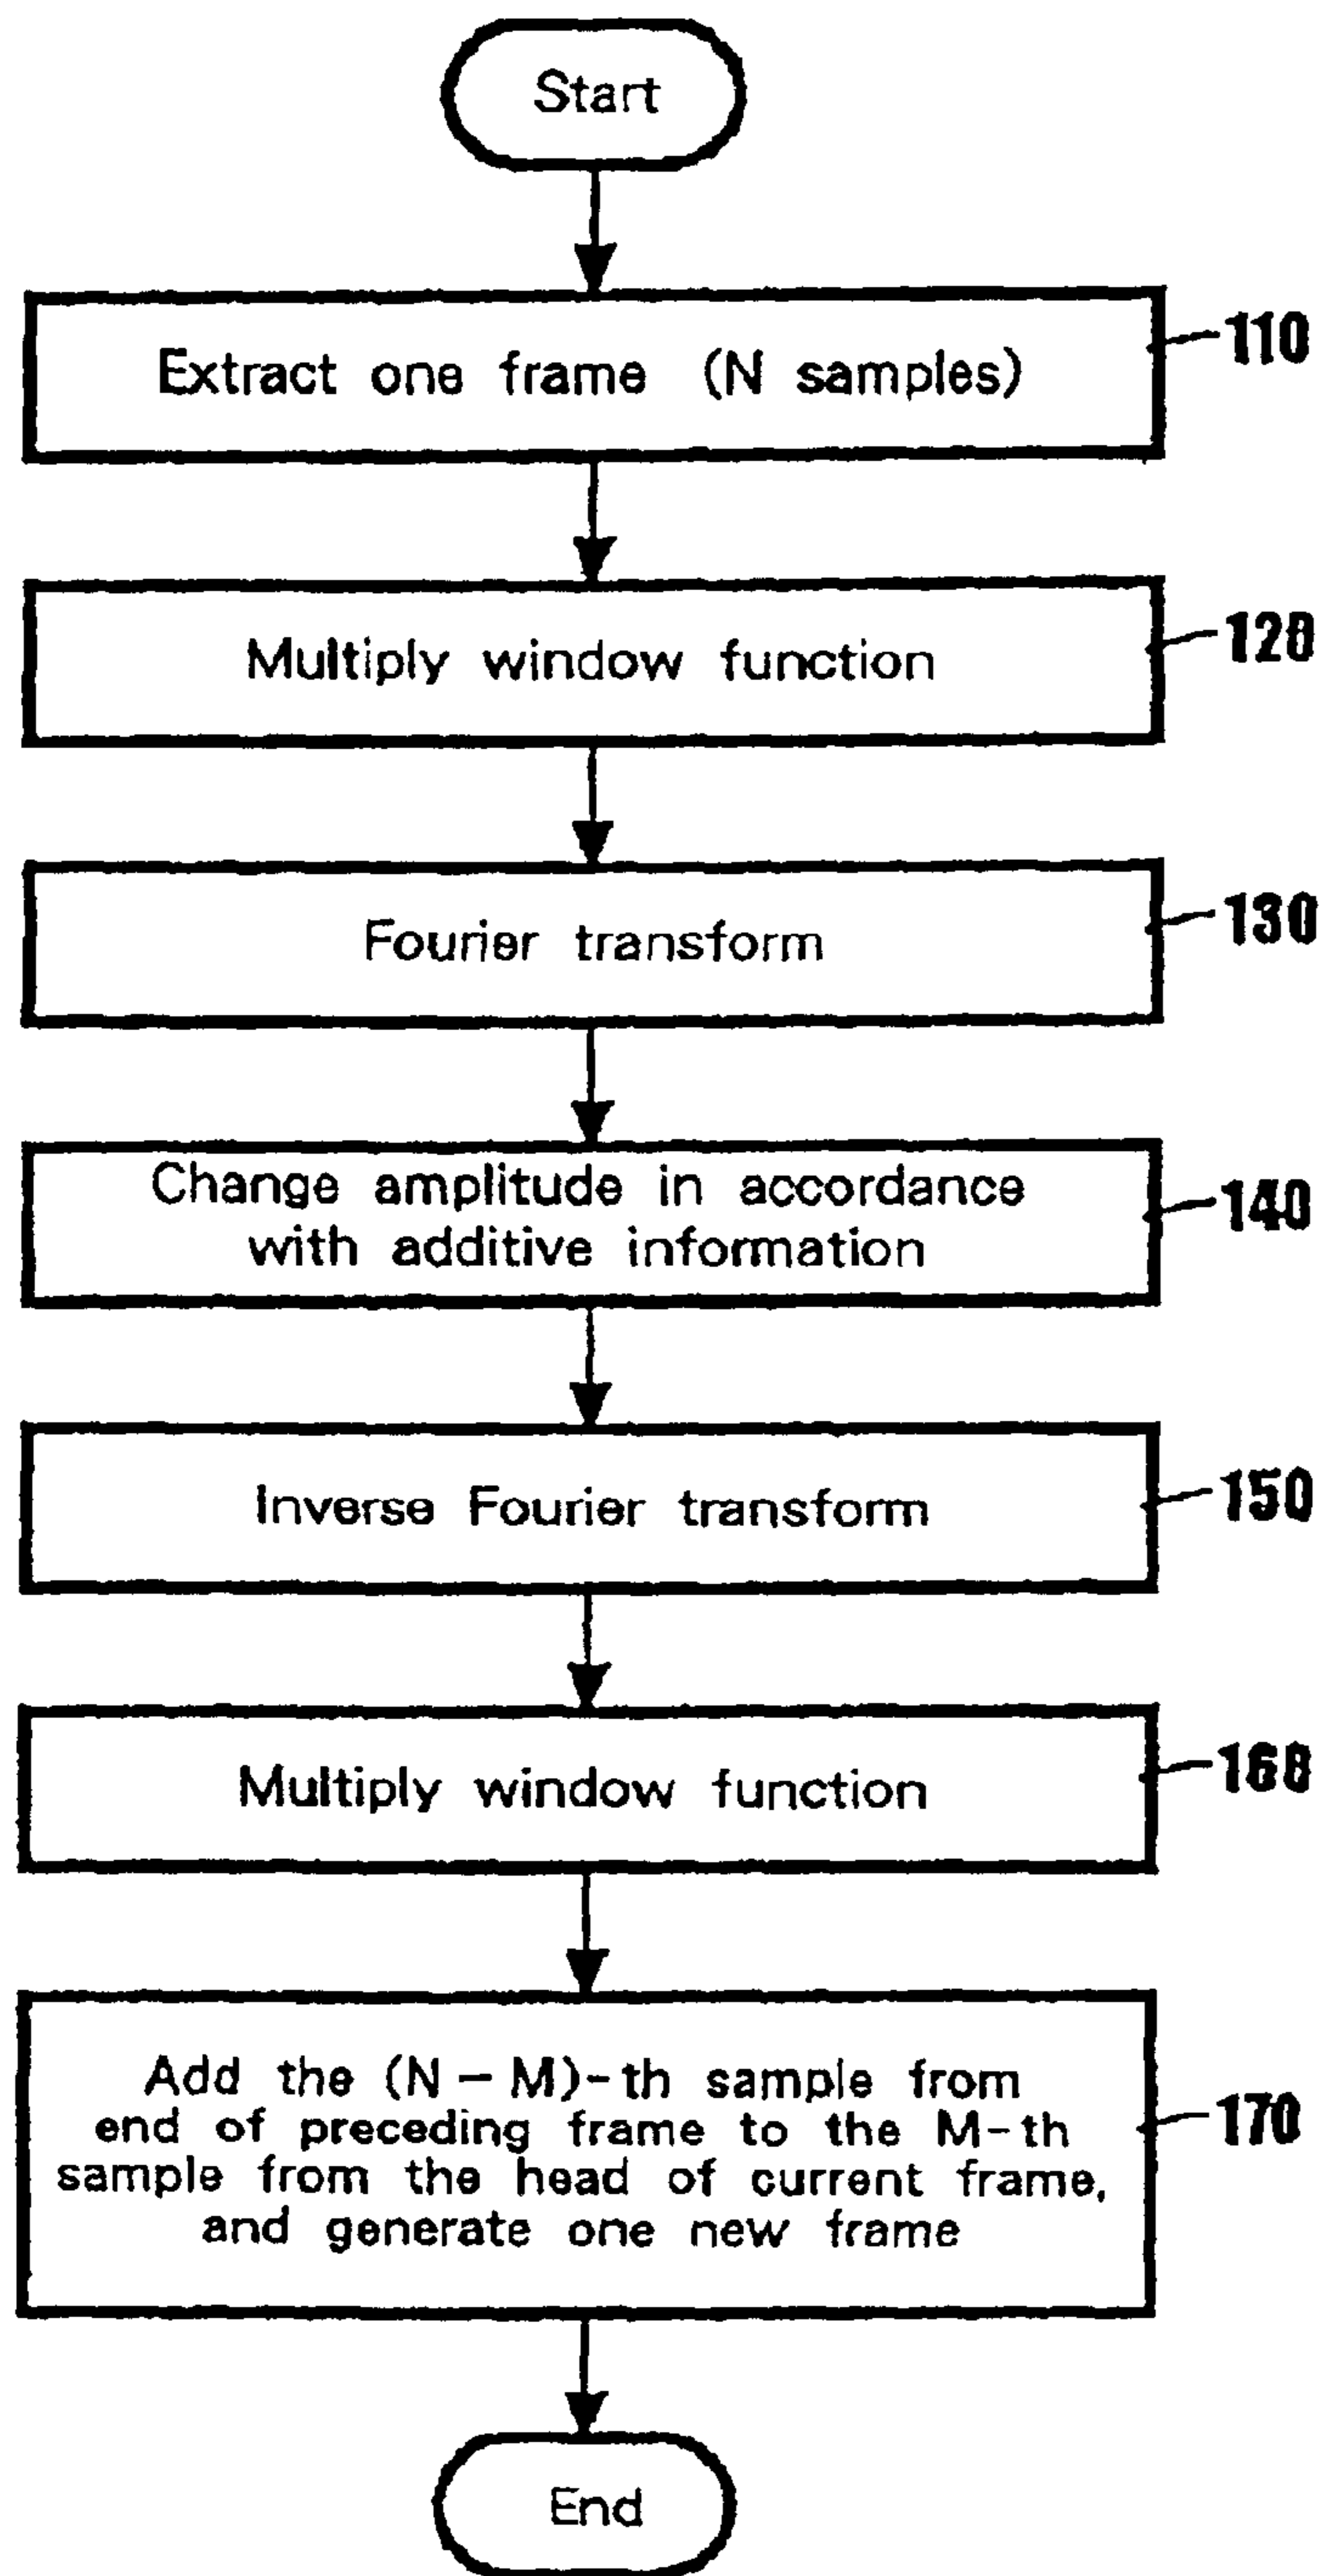 Start
Extract one frame (N samples)
110
Multiply window function
120
Fourier transform
130
Change amplitude in accordance
with additive information
140
Inverse Fourier transform
150
Multiply window function
160
Add the (N – M)-th sample from
end of preceding frame to the M-th
sample from the head of current frame,
and generate one new frame
170
End